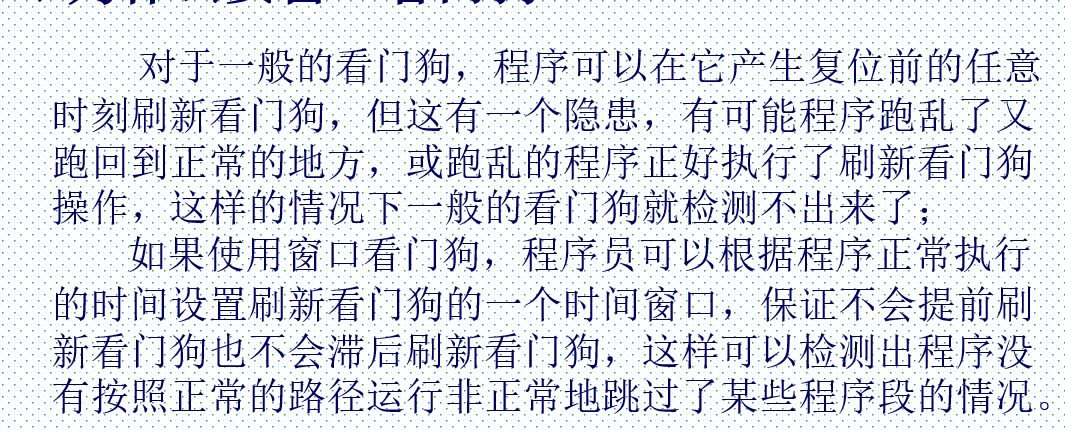 对于一般的看门狗，程序可以在它产生复位前的任意
时刻刷新看门狗，但这有一个隐患，有可能程序跑乱了又
跑回到正常的地方，或跑乱的程序正好执行了刷新看门狗
操作，这样的情况下一般的看门狗就检测不出来了；
如果使用窗口看门狗，程序员可以根据程序正常执行
的时间设置刷新看门狗的一个时间窗口，保证不会提前刷
新看门狗也不会滞后刷新看门狗，这样可以检测出程序没
有按照正常的路径运行非正常地跳过了某些程序段的情况。